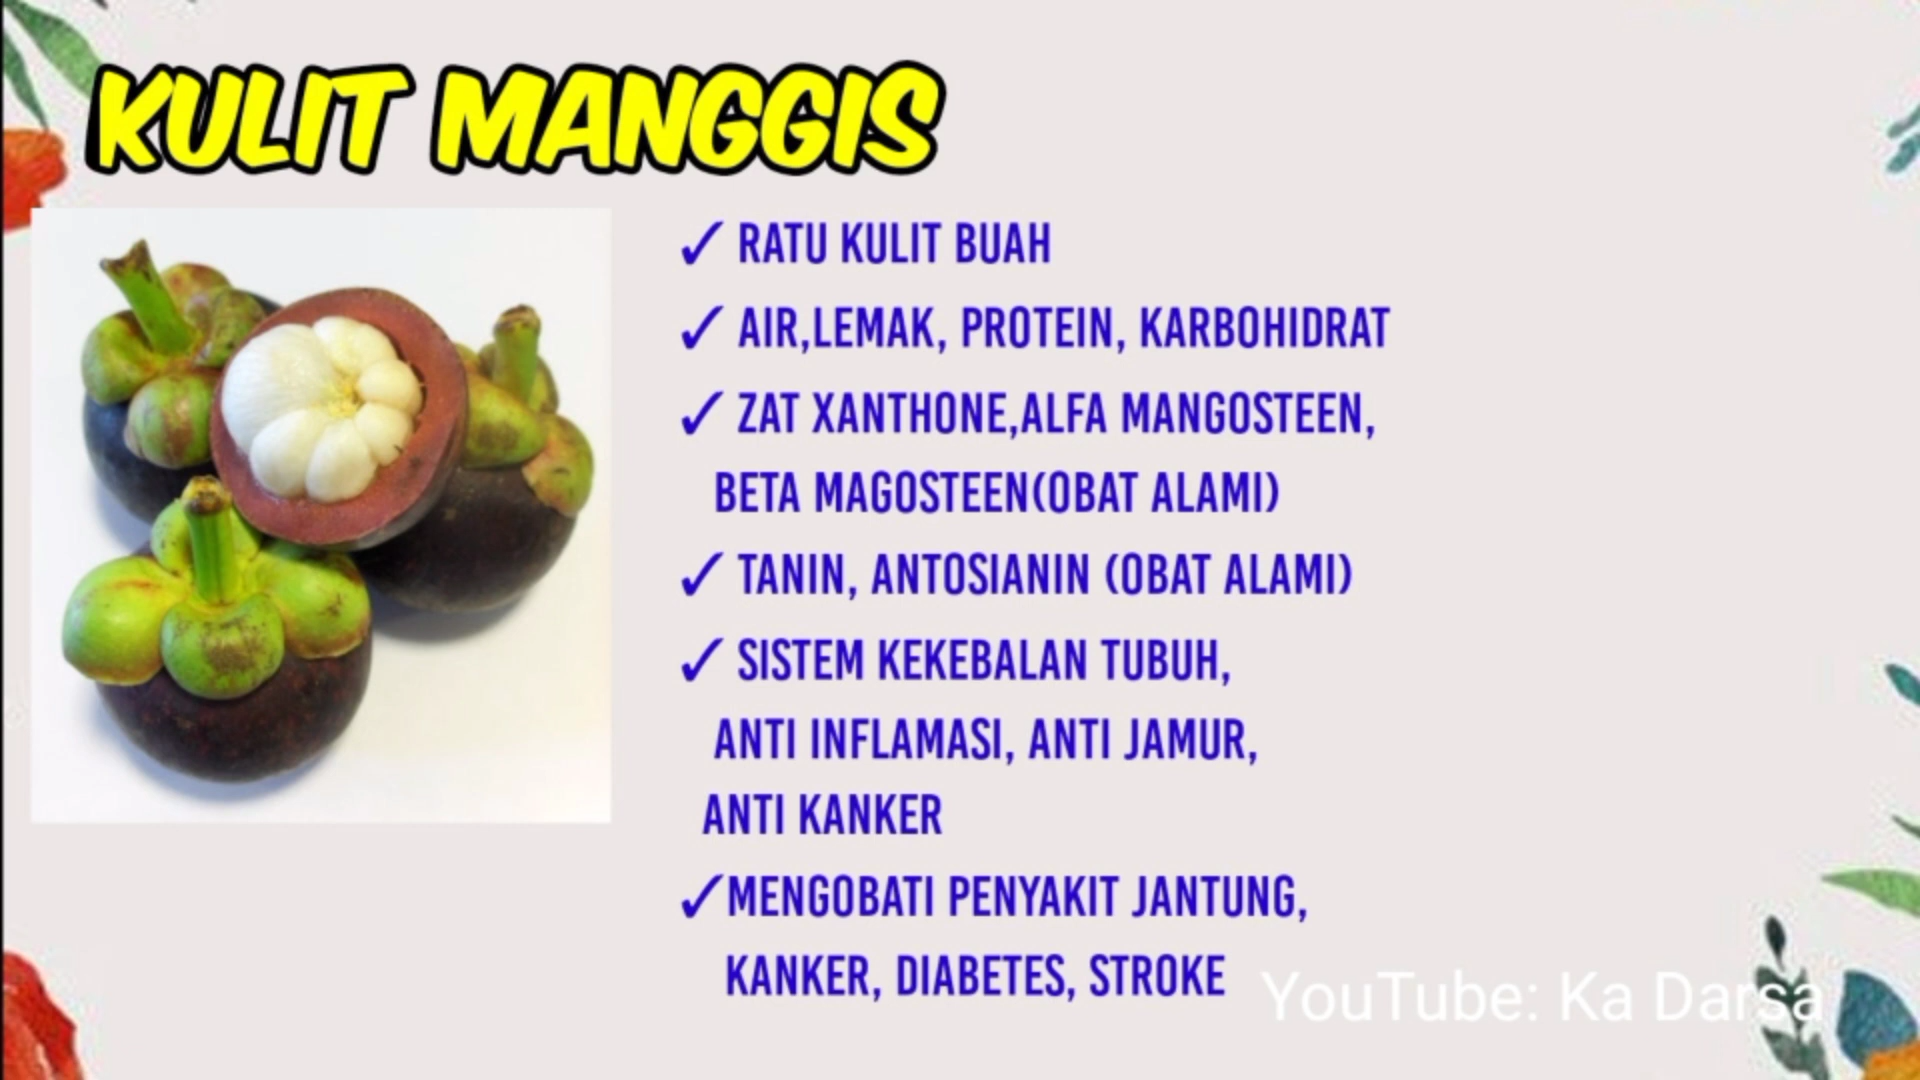 KULIT MANGGIS
✓ RATU KULIT BUAH
✓ AIR,LEMAK, PROTEIN, KARBOHIDRAT
✓ ZAT XANTHONE,ALFA MANGOSTEEN,
BETA MAGOSTEEN(OBAT ALAMI)
✓ TANIN, ANTOSIANIN (OBAT ALAMI)
✓ SISTEM KEKEBALAN TUBUH,
ANTI INFLAMASI, ANTI JAMUR,
ANTI KANKER
✓MENGOBATI PENYAKIT JANTUNG,
KANKER, DIABETES, STROKE
YouTube: Ka Darsa